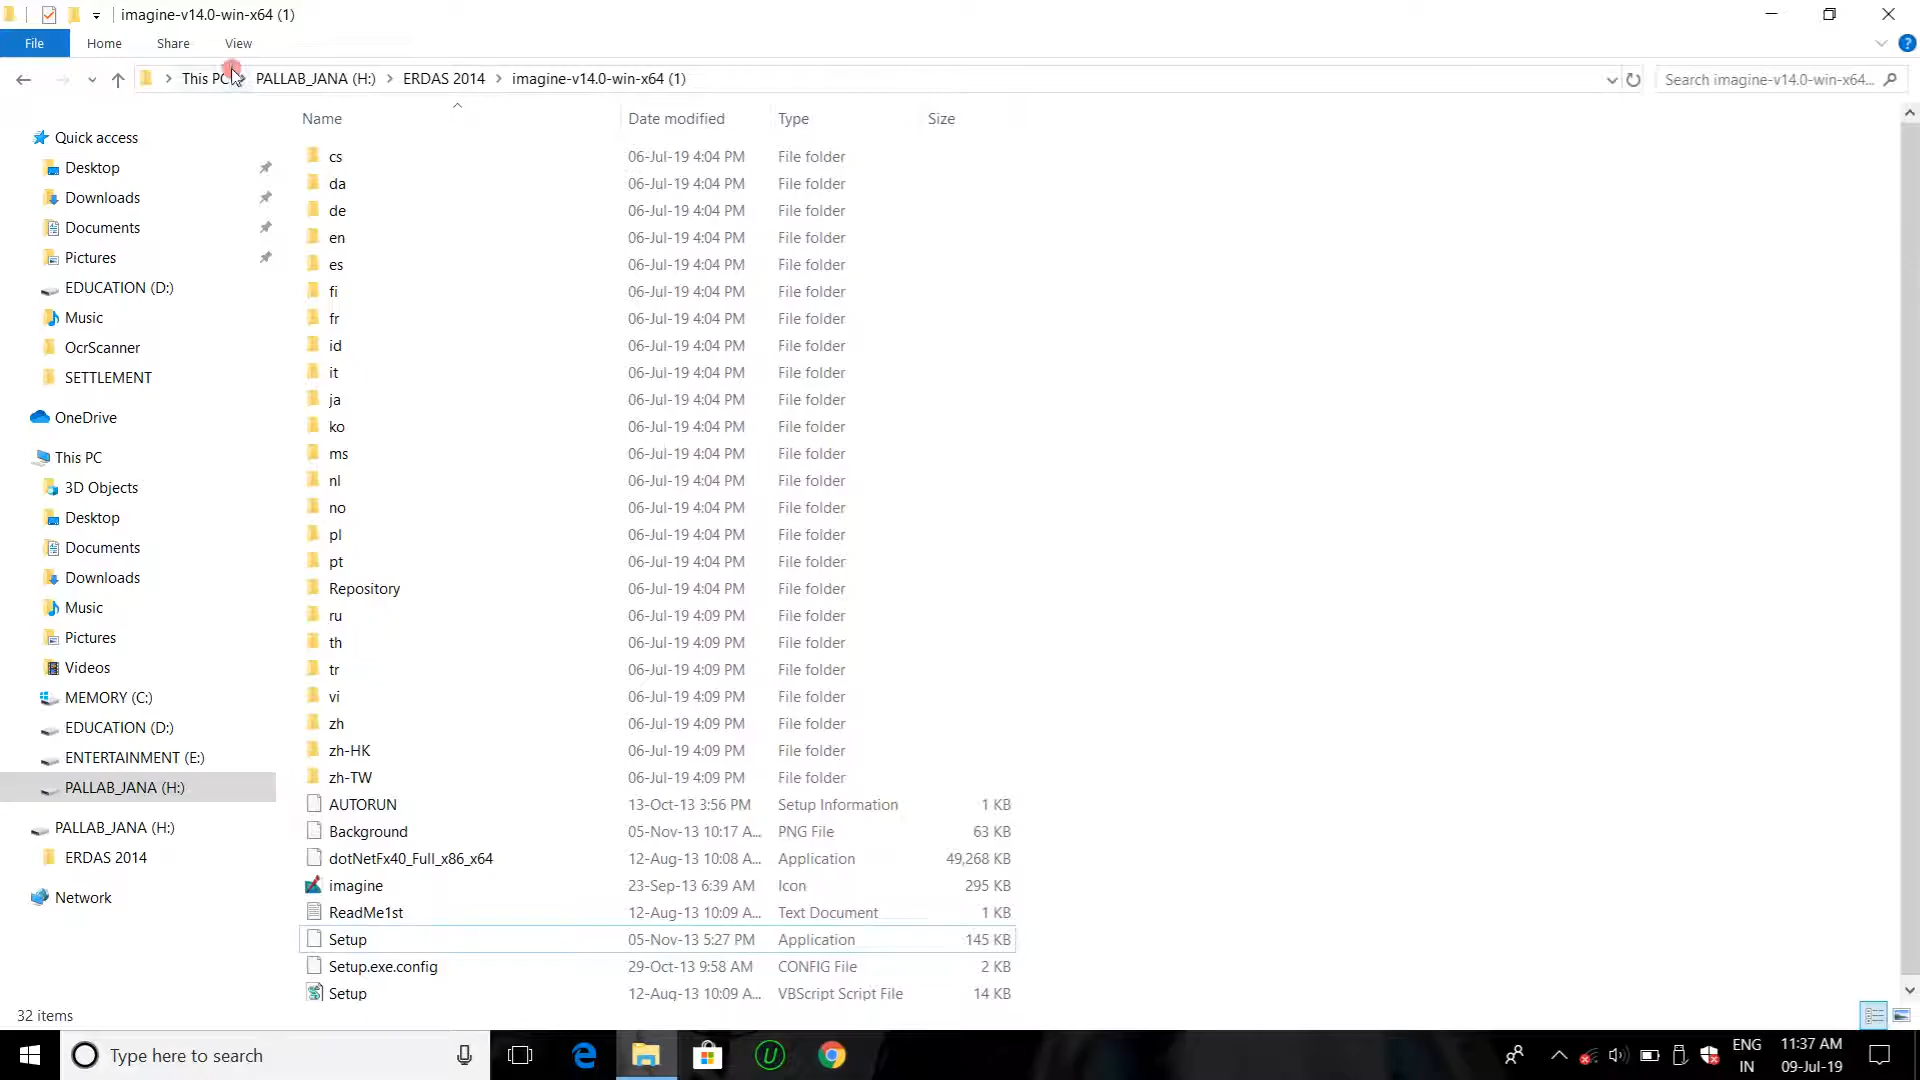 imagine-v14.0-win-x64 (1)
File Home Share View
This PC PALLAB_JANA (H:) ERDAS 2014 imagine-v14.0-win-x64 (1) Search imagine-v14.0-win-x64...
Name Date modified Type Size
Quick access
Desktop
Downloads
Documents
Pictures
EDUCATION (D:)
Music
OcrScanner
SETTLEMENT
OneDrive
This PC
3D Objects
Desktop
Documents
Downloads
Music
Pictures
Videos
MEMORY (C:)
EDUCATION (D:)
ENTERTAINMENT (E:)
PALLAB_JANA (H:)
PALLAB_JANA (H:)
ERDAS 2014
Network
cs 06-Jul-19 4:04 PM File folder
da 06-Jul-19 4:04 PM File folder
de 06-Jul-19 4:04 PM File folder
en 06-Jul-19 4:04 PM File folder
es 06-Jul-19 4:04 PM File folder
fi 06-Jul-19 4:04 PM File folder
fr 06-Jul-19 4:04 PM File folder
id 06-Jul-19 4:04 PM File folder
it 06-Jul-19 4:04 PM File folder
ja 06-Jul-19 4:04 PM File folder
ko 06-Jul-19 4:04 PM File folder
ms 06-Jul-19 4:04 PM File folder
nl 06-Jul-19 4:04 PM File folder
no 06-Jul-19 4:04 PM File folder
pl 06-Jul-19 4:04 PM File folder
pt 06-Jul-19 4:04 PM File folder
Repository 06-Jul-19 4:04 PM File folder
ru 06-Jul-19 4:09 PM File folder
th 06-Jul-19 4:09 PM File folder
tr 06-Jul-19 4:09 PM File folder
vi 06-Jul-19 4:09 PM File folder
zh 06-Jul-19 4:09 PM File folder
zh-HK 06-Jul-19 4:09 PM File folder
zh-TW 06-Jul-19 4:09 PM File folder
AUTORUN 13-Oct-13 3:56 PM Setup Information 1 KB
Background 05-Nov-13 10:17 A... PNG File 63 KB
dotNetFx40_Full_x86_x64 12-Aug-13 10:08 A... Application 49,268 KB
imagine 23-Sep-13 6:39 AM Icon 295 KB
ReadMe1st 12-Aug-13 10:09 A... Text Document 1 KB
Setup 05-Nov-13 5:27 PM Application 145 KB
Setup.exe.config 29-Oct-13 9:58 AM CONFIG File 2 KB
Setup 12-Aug-13 10:09 A... VBScript Script File 14 KB
32 items
Type here to search
ENG
IN
11:37 AM
09-Jul-19